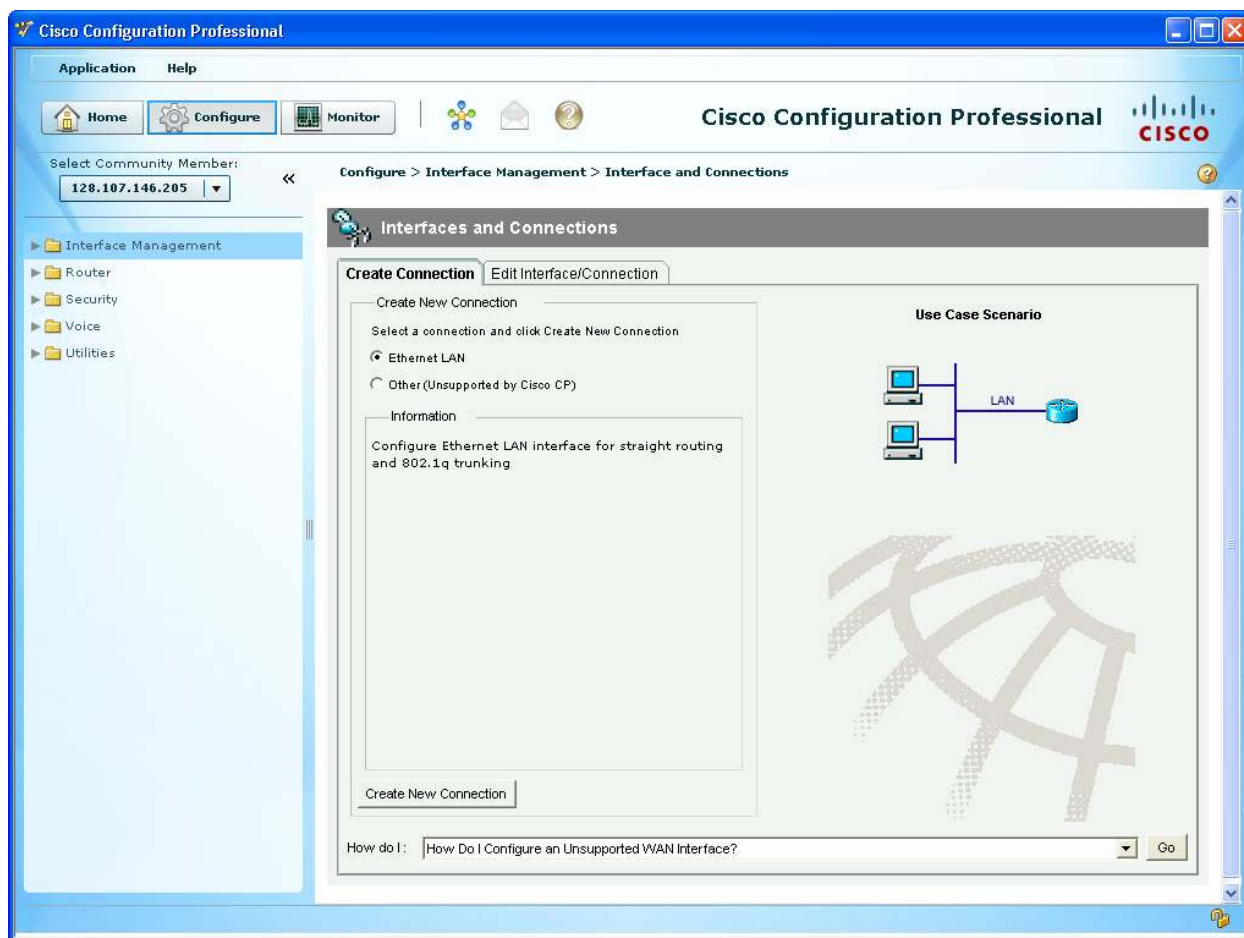 Cisco Configuration Professional
Application Help
Home Configure Monitor
Cisco Configuration Professional
CISCO
Select Community Member:
128.107.146.205
«
Configure > Interface Management > Interface and Connections
Interface Management
Router
Security
Voice
Utilities
Interfaces and Connections
Create Connection Edit Interface/Connection
Create New Connection
Select a connection and click Create New Connection
Ethernet LAN
Other (Unsupported by Cisco CP)
Information
Configure Ethernet LAN interface for straight routing
and 802.1q trunking
Create New Connection
Use Case Scenario
LAN
How do I: How Do I Configure an Unsupported WAN Interface? Go